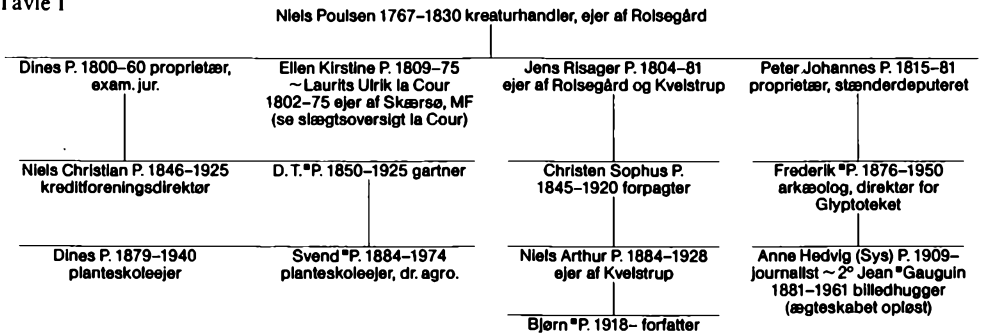 Tavle I
Niels Poulsen 1767–1830 kreaturhandler, ejer af Rolsegård
Dines P. 1800–60 proprietær,
exam. jur.
Ellen Kirstine P. 1809–75
~ Laurits Ulrik la Cour
1802–75 ejer af Skærsø, MF
(se slægtsoversigt la Cour)
Jens Risager P. 1804–81
ejer af Rolsegård og Kvelstrup
Peter Johannes P. 1815–81
proprietær, stænderdeputeret
Niels Christian P. 1846–1925
kreditforeningsdirektør
D. T. *P. 1850–1925 gartner
Christen Sophus P.
1845–1920 forpagter
Frederik *P. 1876–1950
arkæolog, direktør for
Glyptoteket
Dines P. 1879–1940
planteskoleejer
Svend *P. 1884–1974
planteskoleejer, dr. agro.
Niels Arthur P. 1884–1928
ejer af Kvelstrup
Anne Hedvig (Sys) P. 1909–
journalist ~ 2° Jean *Gauguin
1881–1961 billedhugger
(ægteskabet opløst)
Bjørn *P. 1918– forfatter